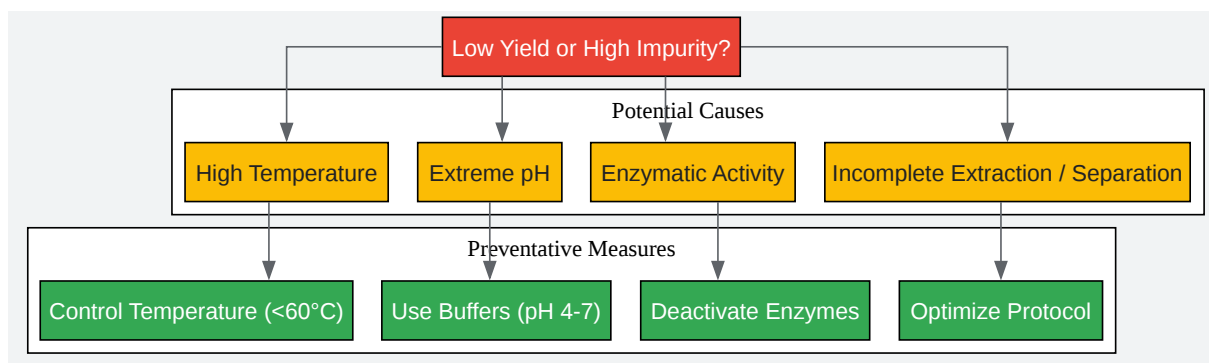 Low Yield or High Impurity?
Potential Causes
High Temperature
Extreme pH
Enzymatic Activity
Incomplete Extraction / Separation
Preventative Measures
Control Temperature (<60°C)
Use Buffers (pH 4-7)
Deactivate Enzymes
Optimize Protocol